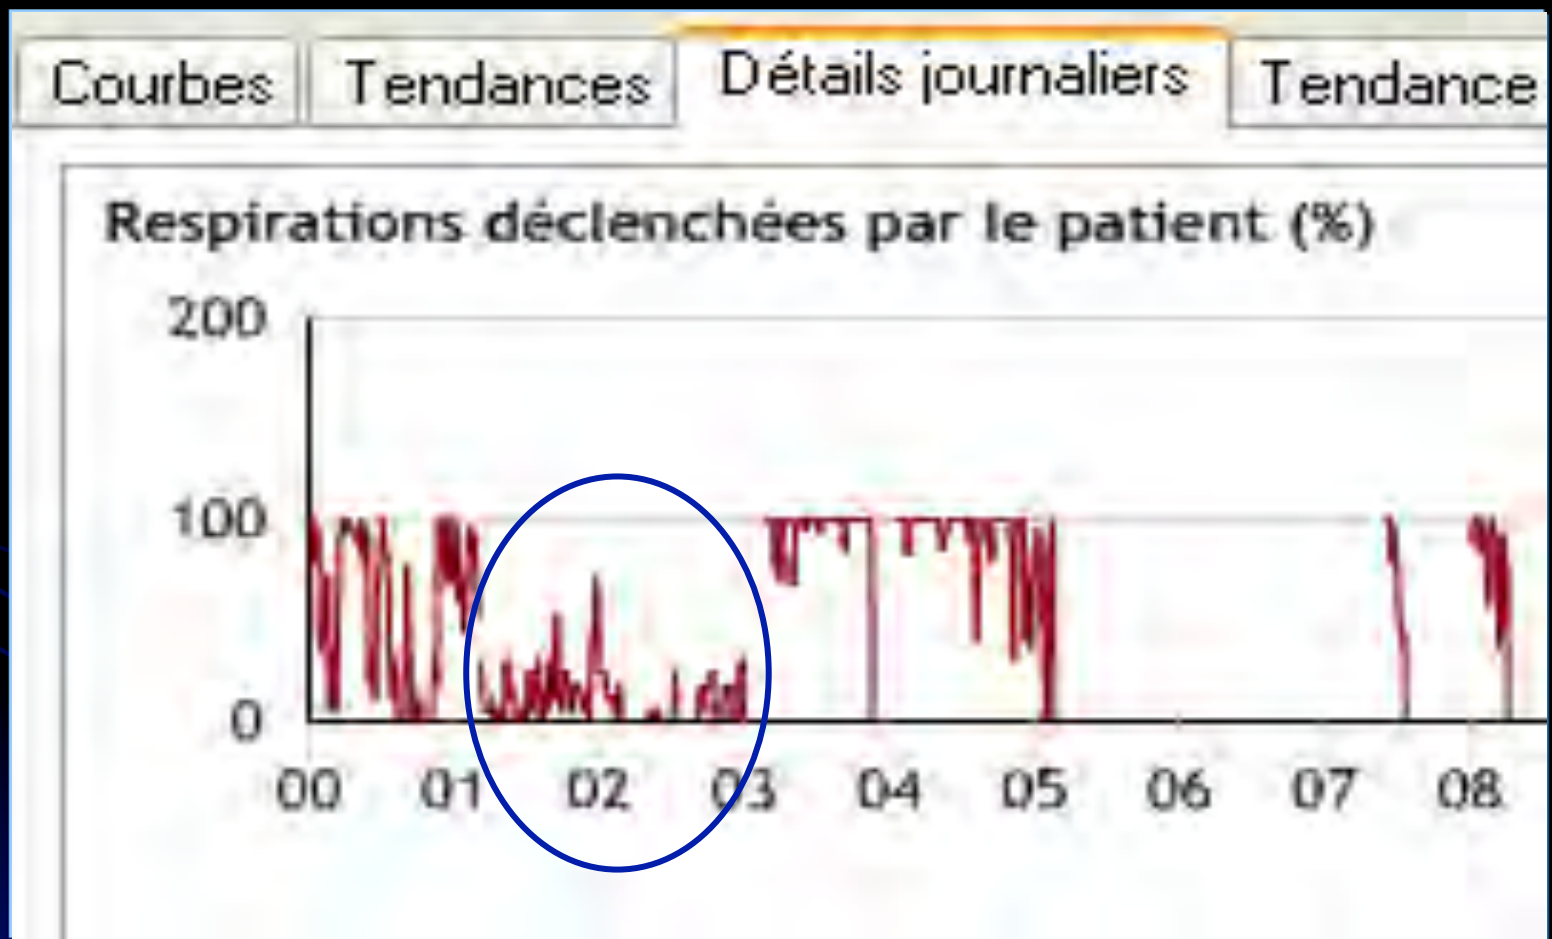 Courbes Tendances Détails journaliers Tendance
Respirations déclenchées par le patient (%)
200
100
0
00 01 02 03 04 05 06 07 08